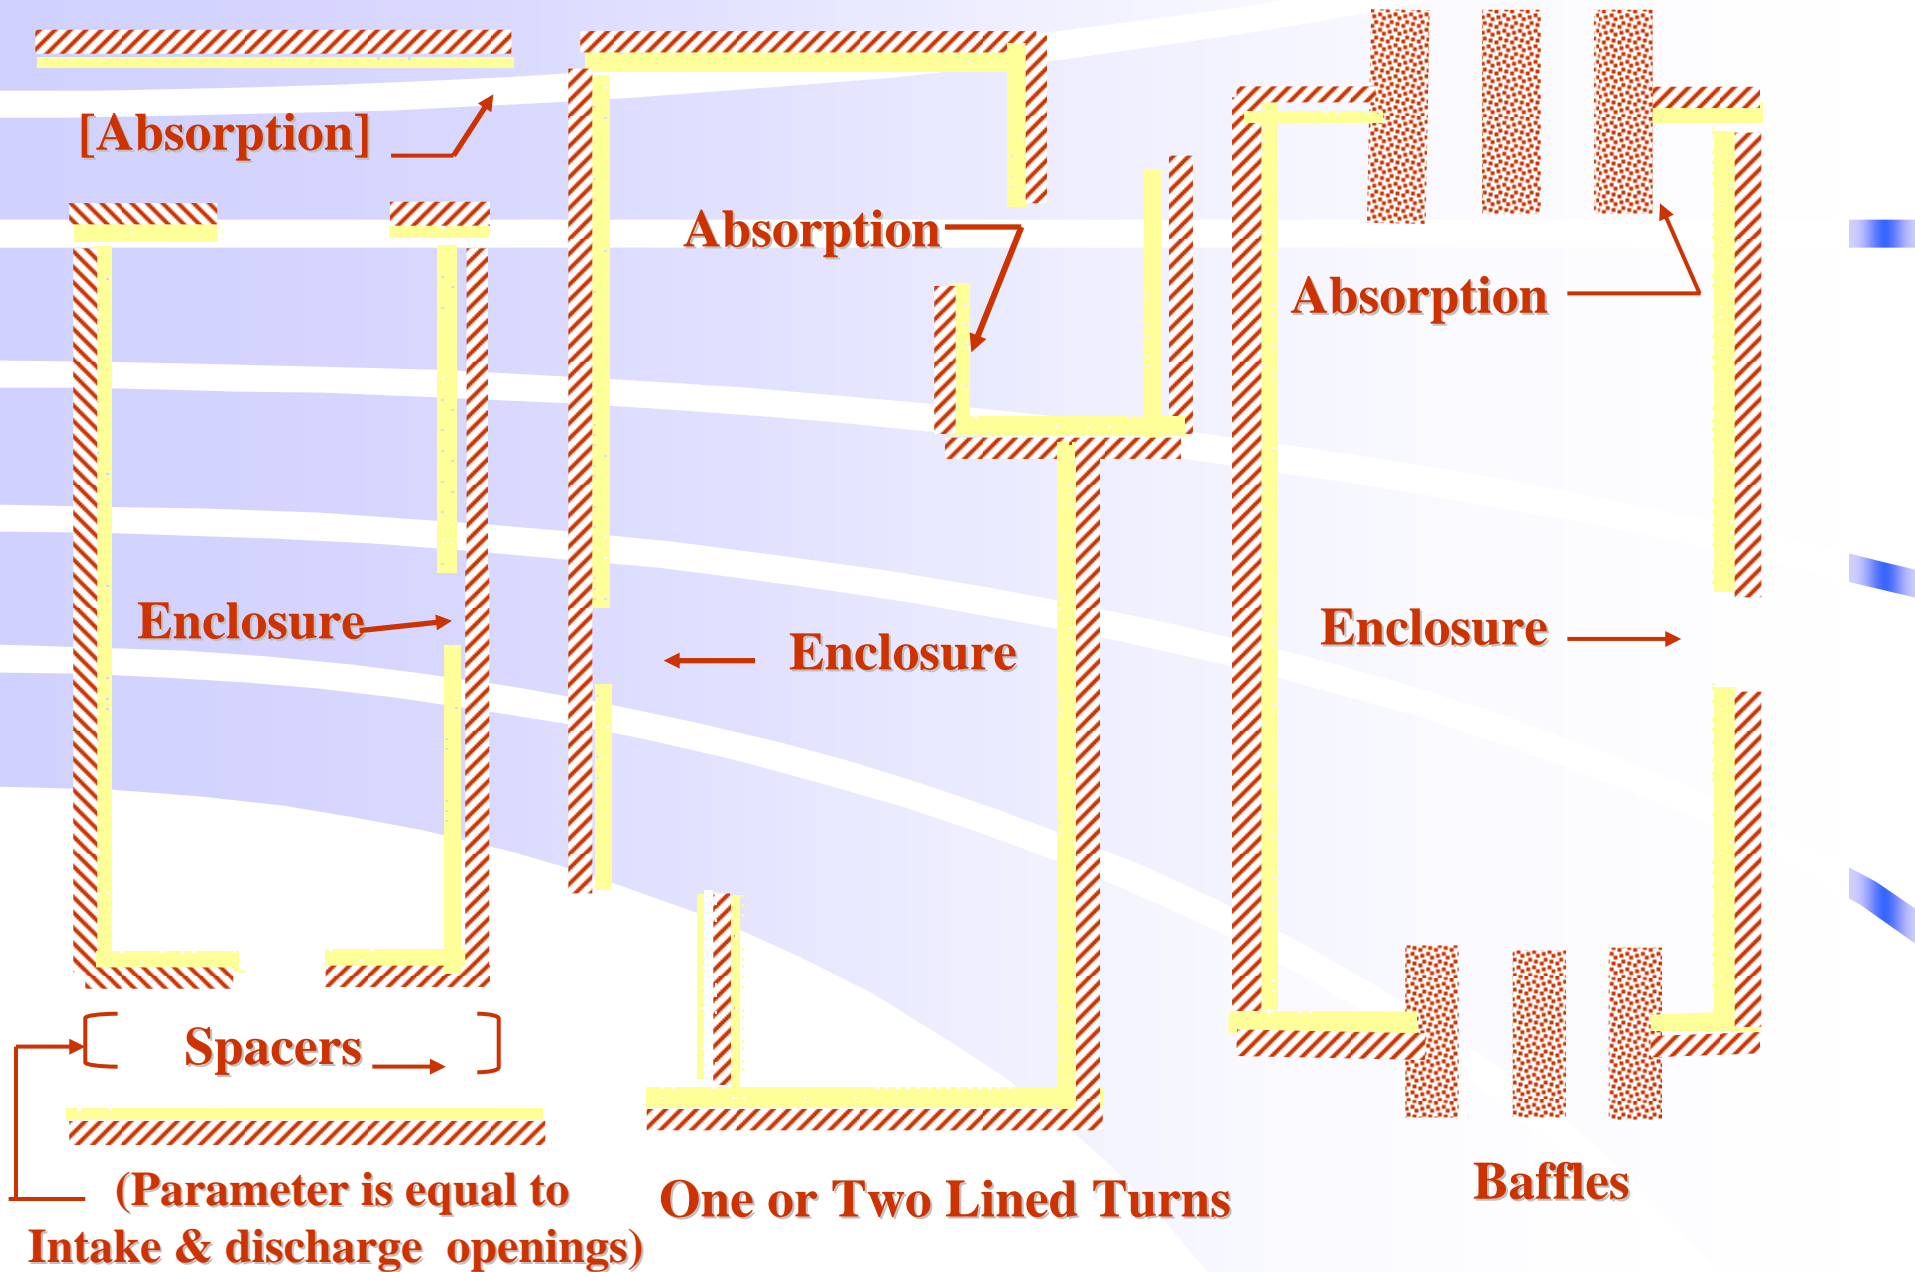 [Absorption]
Enclosure
Spacers
(Parameter is equal to
Intake & discharge openings)
Absorption
Enclosure
One or Two Lined Turns
Absorption
Enclosure
Baffles